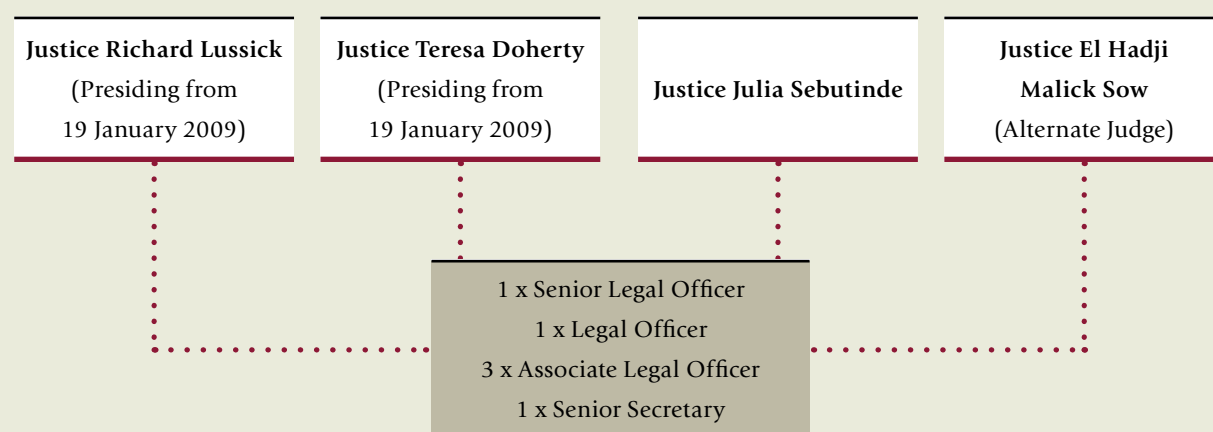 Justice Richard Lussick
(Presiding from
19 January 2009)
Justice Teresa Doherty
(Presiding from
19 January 2009)
Justice Julia Sebutinde
Justice El Hadji
Malick Sow
(Alternate Judge)
1 x Senior Legal Officer
1 x Legal Officer
3 x Associate Legal Officer
1 x Senior Secretary